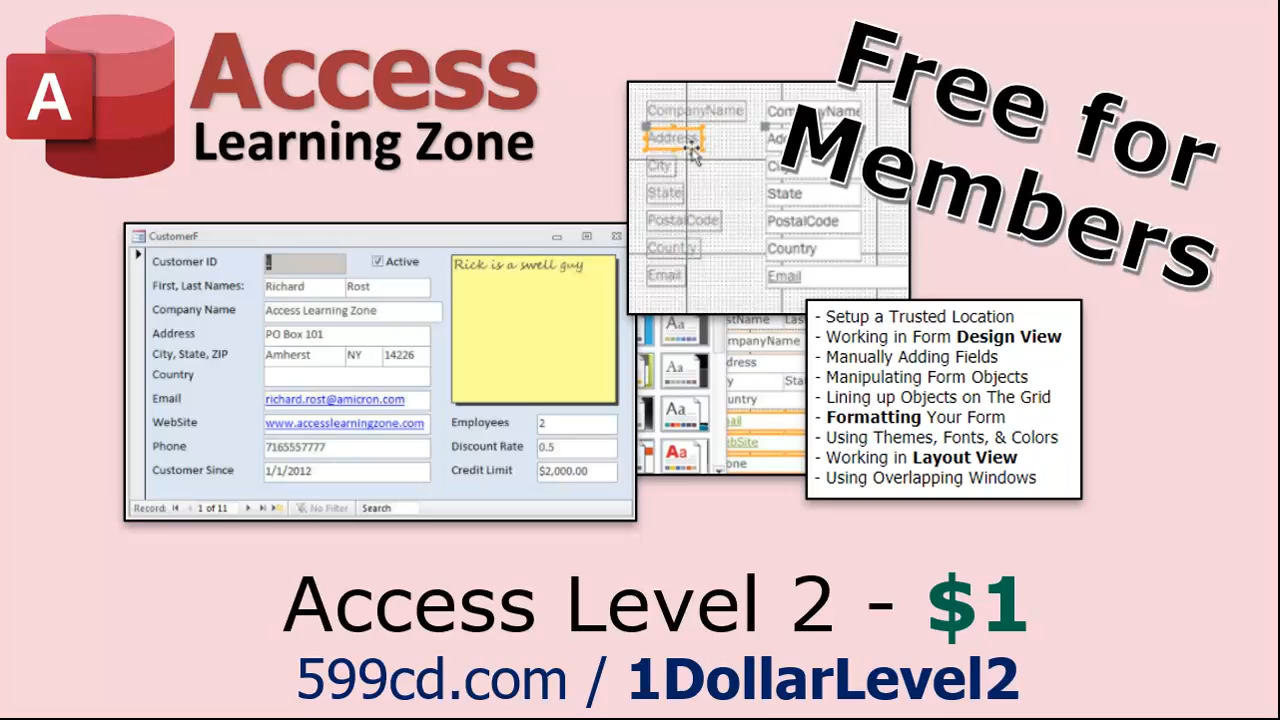 A
Access
Learning Zone
Free for
Members
CompanyName CompanyName
Address
City
State State
PostalCode PostalCode
Country Country
Email Email
CustomerF
Customer ID Active
First, Last Names: Richard Rost
Company Name Access Learning Zone
Address PO Box 101
City, State, ZIP Amherst NY 14226
Country
Email richard.rost@amicron.com
WebSite www.accesslearningzone.com
Phone 7165557777
Customer Since 1/1/2012
Rick is a swell guy
Employees 2
Discount Rate 0.5
Credit Limit $2,000.00
Record: 1 of 11 No Filter Search
Aa
Aa
Aa
Aa
- Setup a Trusted Location
- Working in Form Design View
- Manually Adding Fields
- Manipulating Form Objects
- Lining up Objects on The Grid
- Formatting Your Form
- Using Themes, Fonts, & Colors
- Working in Layout View
- Using Overlapping Windows
Access Level 2 - $1
599cd.com / 1DollarLevel2